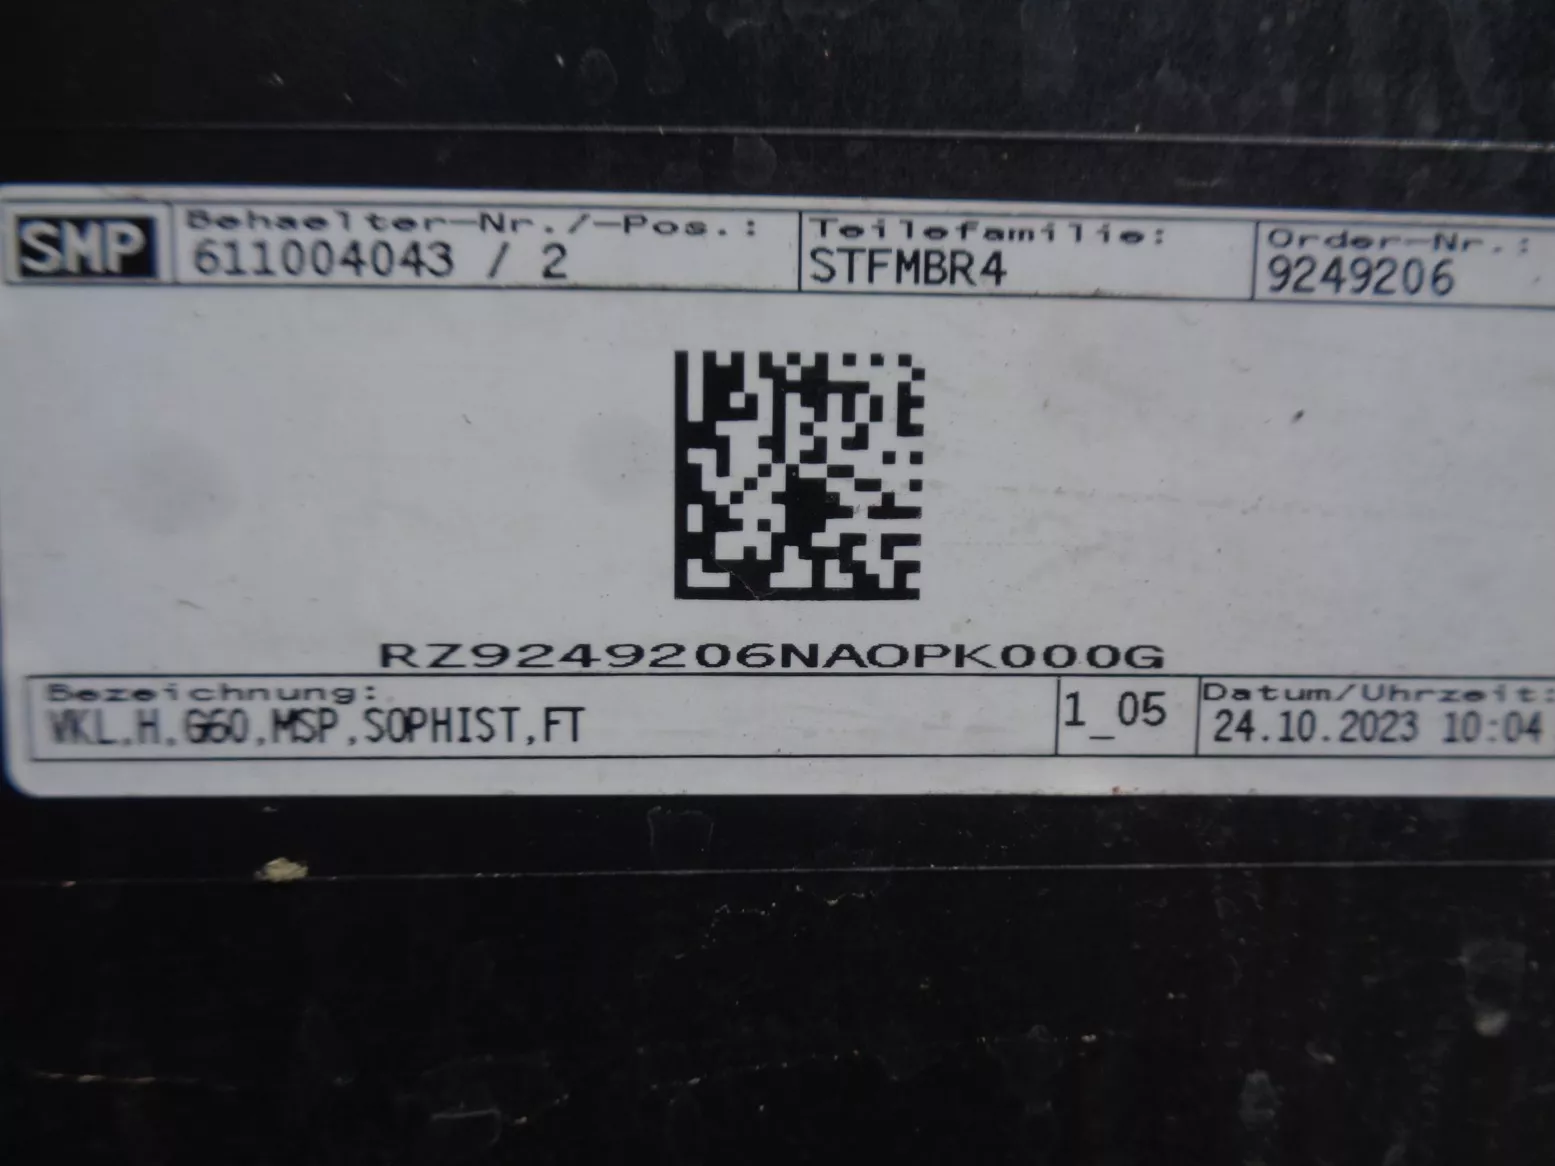 SMP
Behaelter-Nr./-Pos.: Teilefamilie: Order-Nr.:
611004043 / 2 STFMBR4 9249206
RZ9249206NAOPK000G
Bezeichnung: 1_05 Datum/Uhrzeit:
VKL,H,G60,MSP,SOPHIST,FT 24.10.2023 10:04